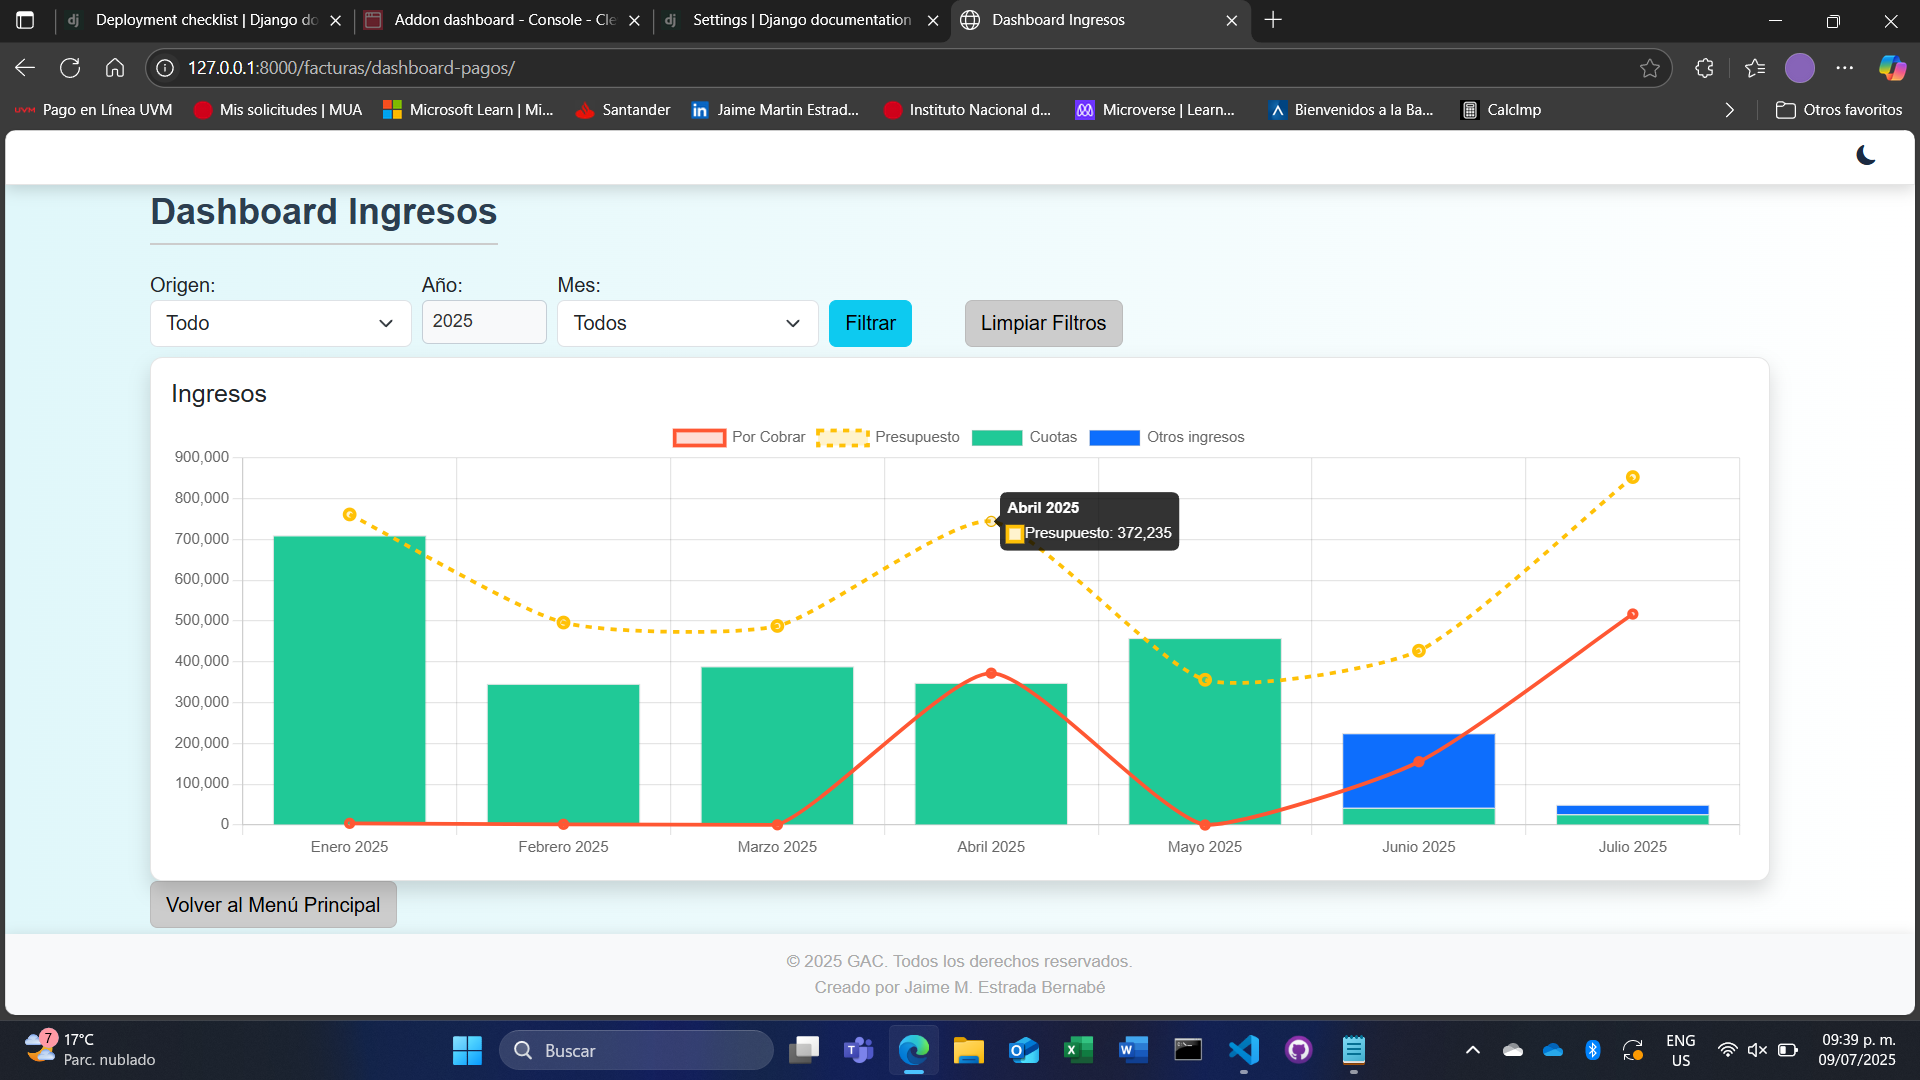 Deployment checklist | Django do
Addon dashboard - Console - Cle
Settings | Django documentation
Dashboard Ingresos
127.0.0.1:8000/facturas/dashboard-pagos/
UVM Pago en Línea UVM
Mis solicitudes | MUA
Microsoft Learn | Mi...
Santander
Jaime Martin Estrad...
Instituto Nacional d...
Microverse | Learn...
Bienvenidos a la Ba...
CalcImp
Otros favoritos
Dashboard Ingresos
Origen: Año: Mes:
Todo 2025 Todos Filtrar Limpiar Filtros
Ingresos
Por Cobrar Presupuesto Cuotas Otros ingresos
900,000
800,000
700,000
600,000
500,000
400,000
300,000
200,000
100,000
0
Abril 2025
Presupuesto: 372,235
Enero 2025 Febrero 2025 Marzo 2025 Abril 2025 Mayo 2025 Junio 2025 Julio 2025
Volver al Menú Principal
© 2025 GAC. Todos los derechos reservados.
Creado por Jaime M. Estrada Bernabé
7 17°C
Parc. nublado
Buscar
ENG
US
09:39 p. m.
09/07/2025